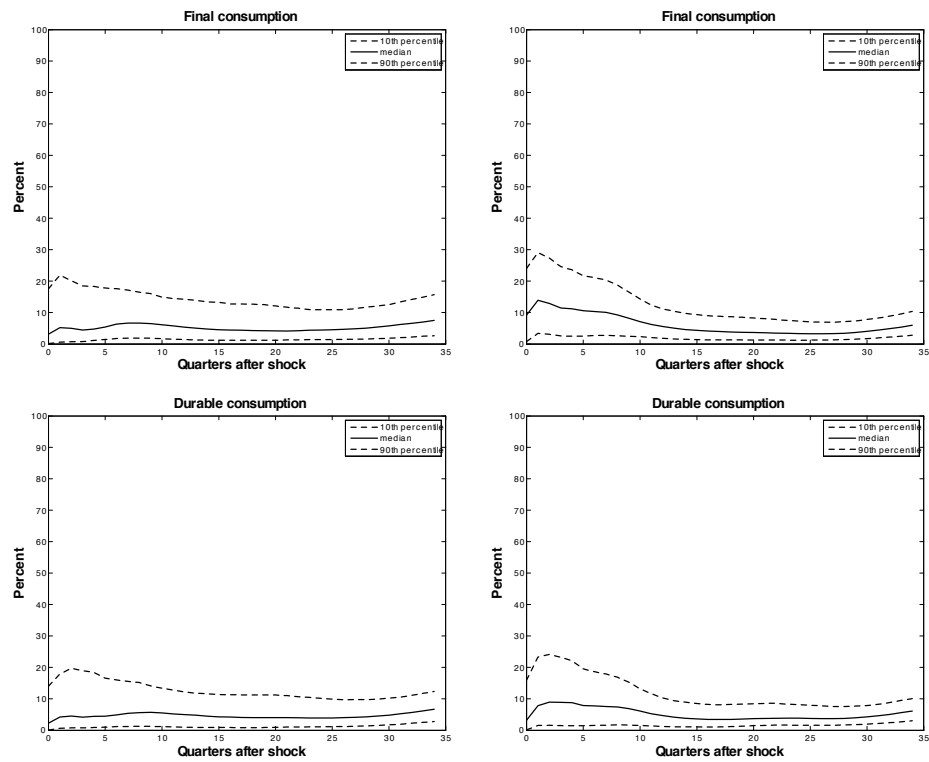 Final consumption
100
90
80
70
60
50
40
30
20
10
0
Percent
10th percentile
median
90th percentile
0 5 10 15 20 25 30 35
Quarters after shock
Final consumption
100
90
80
70
60
50
40
30
20
10
0
Percent
10th percentile
median
90th percentile
0 5 10 15 20 25 30 35
Quarters after shock
Durable consumption
100
90
80
70
60
50
40
30
20
10
0
Percent
10th percentile
median
90th percentile
0 5 10 15 20 25 30 35
Quarters after shock
Durable consumption
100
90
80
70
60
50
40
30
20
10
0
Percent
10th percentile
median
90th percentile
0 5 10 15 20 25 30 35
Quarters after shock